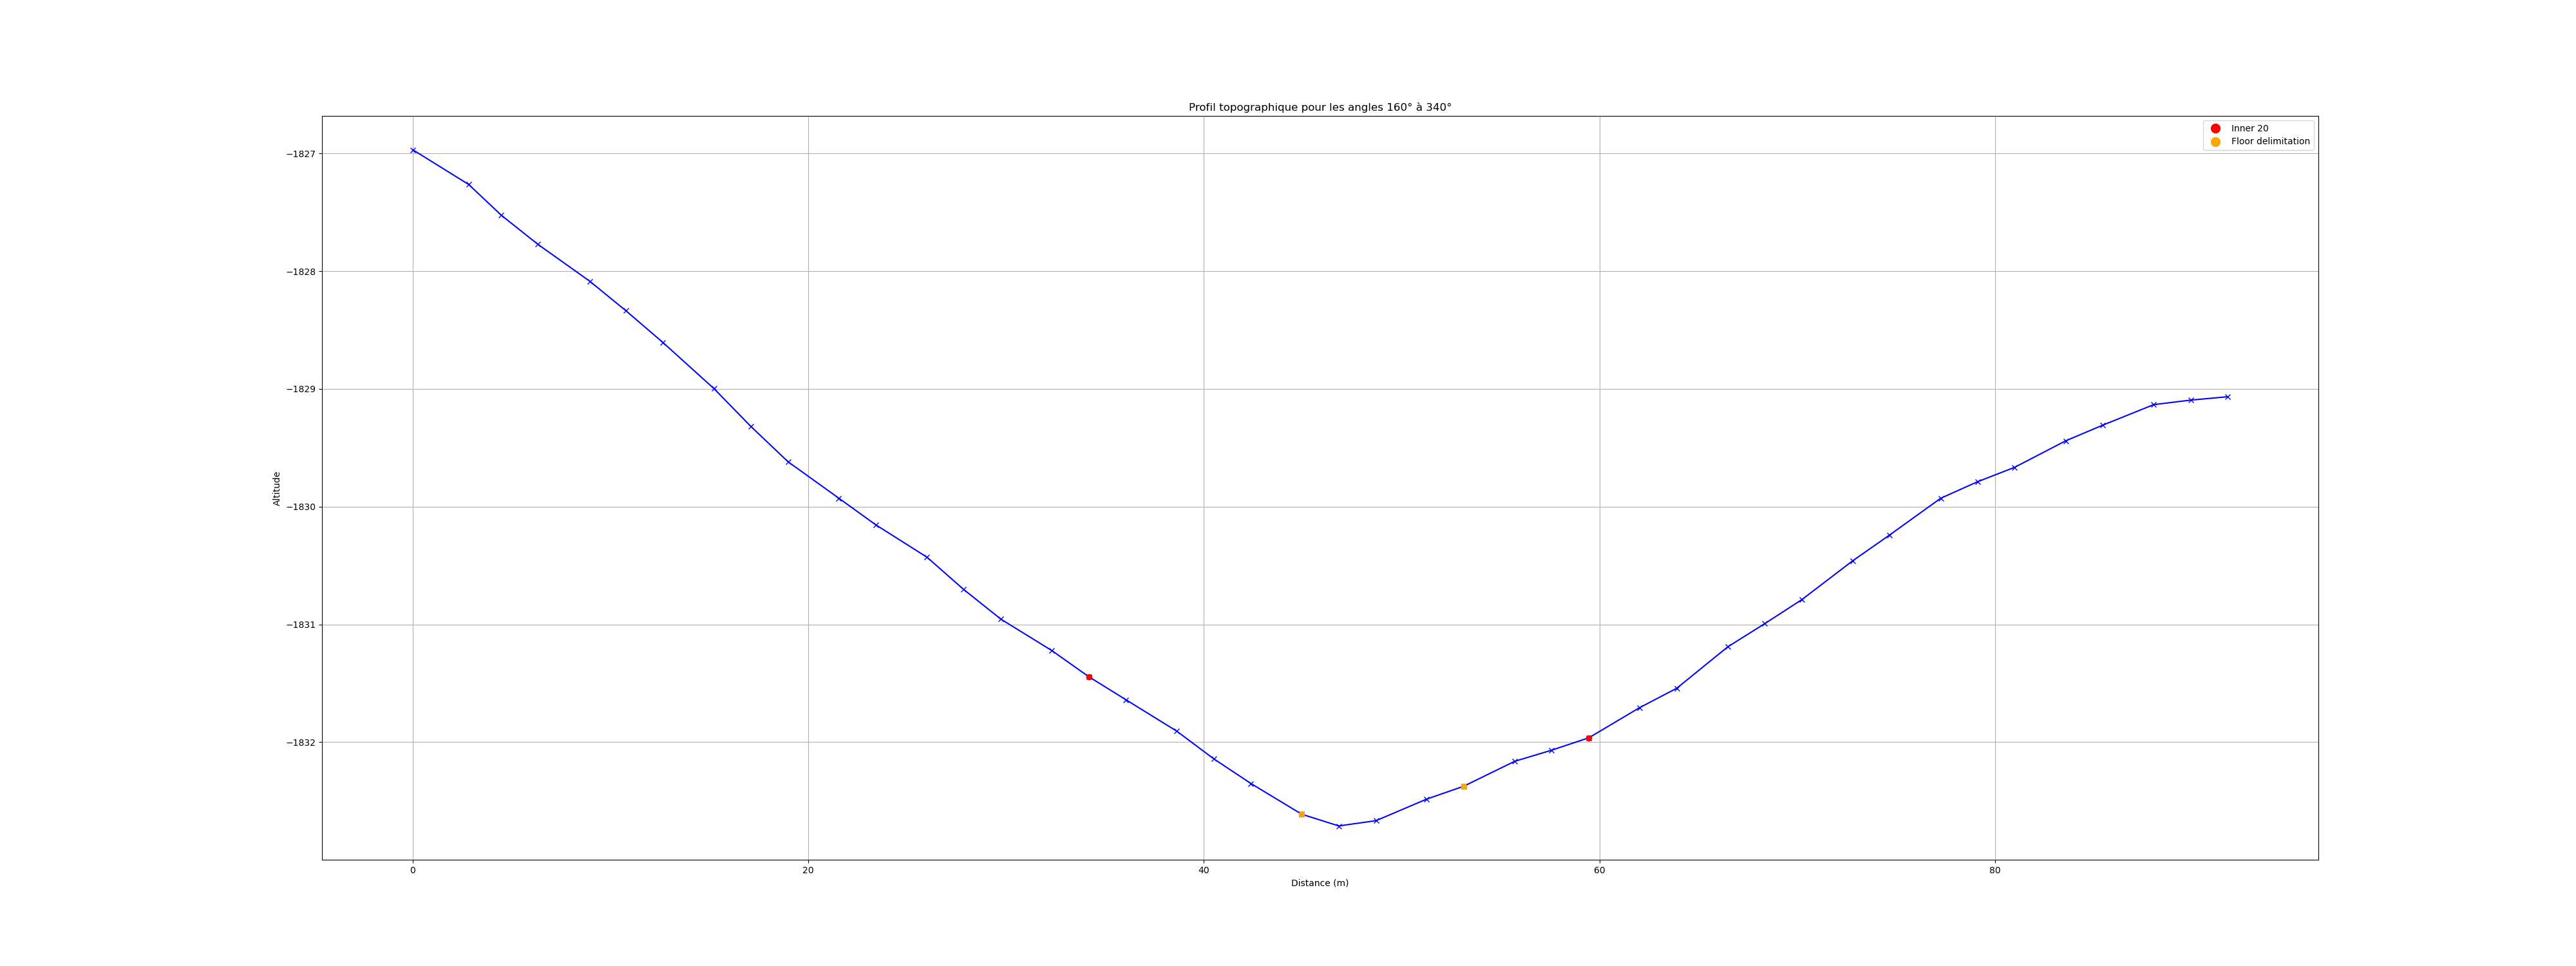 Profil topographique pour les angles 160° à 340°
Inner 20
Floor delimitation
−1827
−1828
−1829
−1830
−1831
−1832
Altitude
0
20
40
60
80
Distance (m)